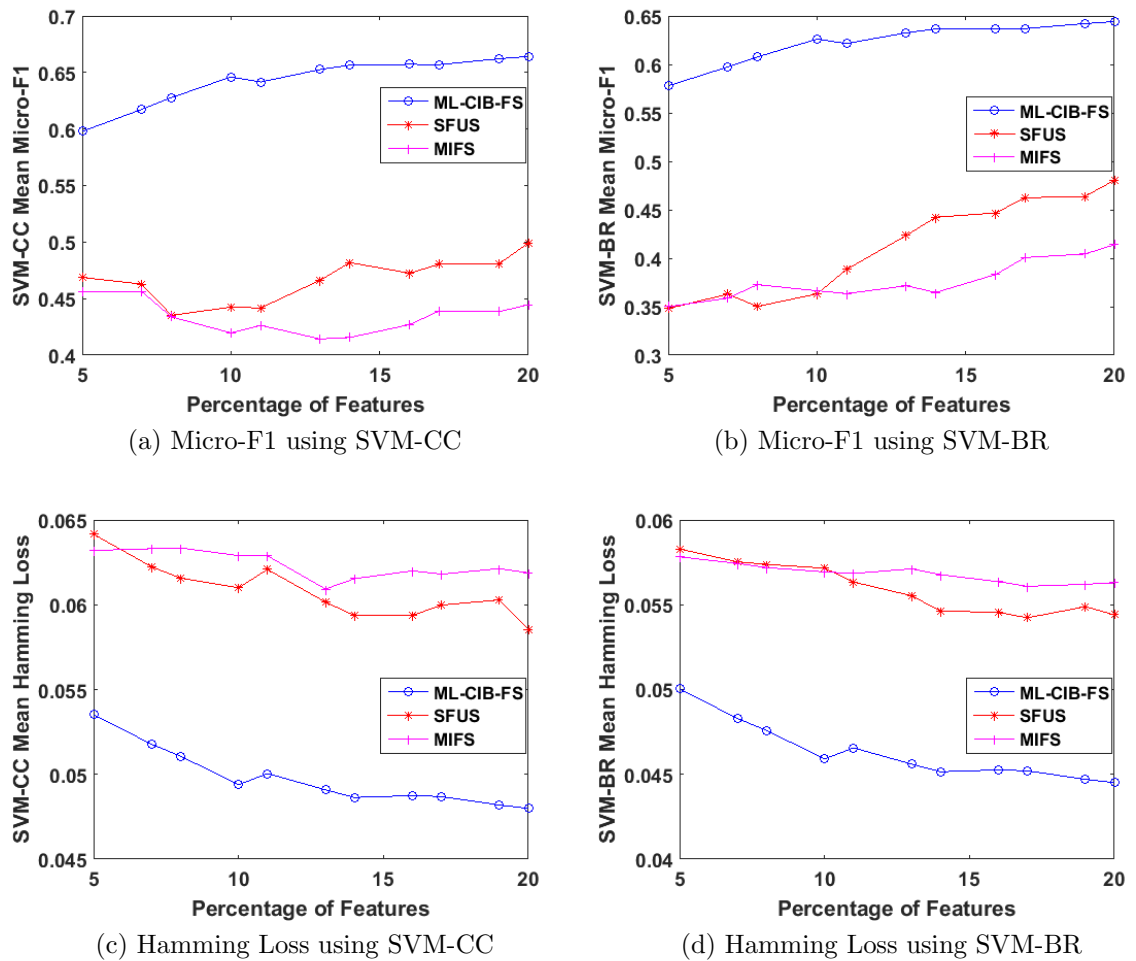 0.7
0.65
0.6
0.55
0.5
0.45
0.4
SVM-CC Mean Micro-F1
ML-CIB-FS
SFUS
MIFS
5 10 15 20
Percentage of Features
(a) Micro-F1 using SVM-CC
0.65
0.6
0.55
0.5
0.45
0.4
0.35
0.3
SVM-BR Mean Micro-F1
ML-CIB-FS
SFUS
MIFS
5 10 15 20
Percentage of Features
(b) Micro-F1 using SVM-BR
0.065
0.06
0.055
0.05
0.045
SVM-CC Mean Hamming Loss
ML-CIB-FS
SFUS
MIFS
5 10 15 20
Percentage of Features
(c) Hamming Loss using SVM-CC
0.06
0.055
0.05
0.045
0.04
SVM-BR Mean Hamming Loss
ML-CIB-FS
SFUS
MIFS
5 10 15 20
Percentage of Features
(d) Hamming Loss using SVM-BR